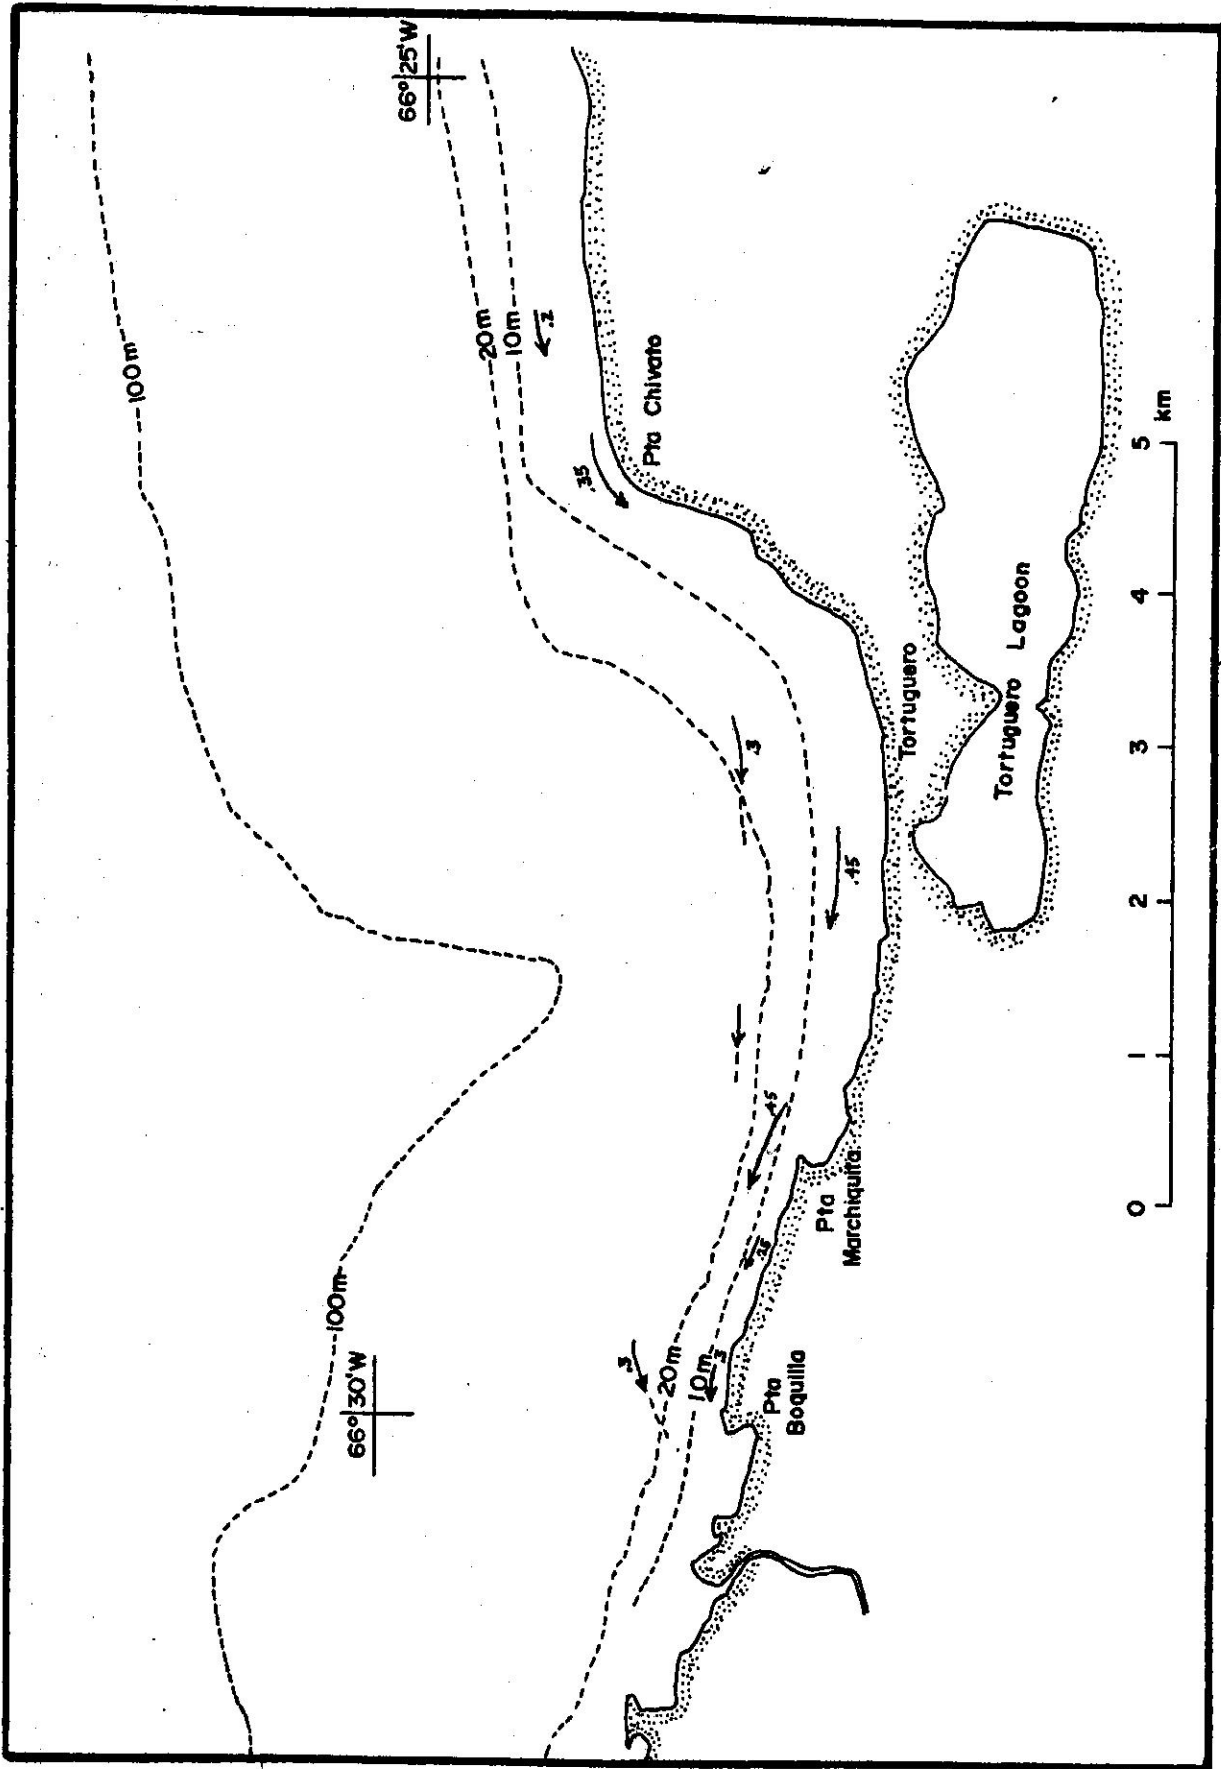 66° 25'W
100m
20m
10m
.2
Pta Chivato
.35
Tortuguero
Tortuguero Lagoon
.3
.45
.45
.25
Pta
Marchiquita
100m
66° 30'W
.3
20m
10m
.3
Pta
Boquilla
0 1 2 3 4 5
km